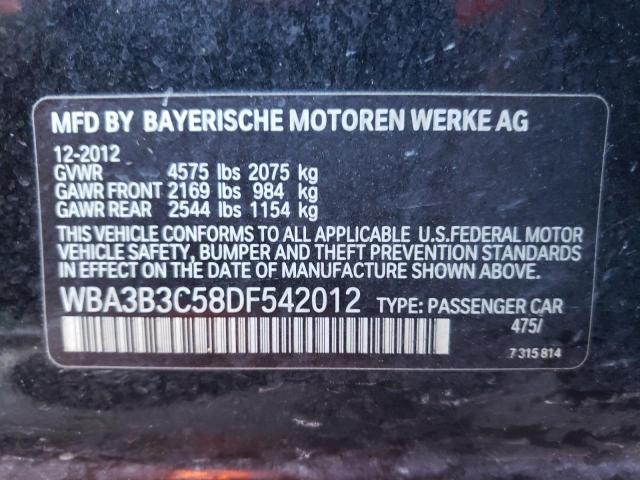 MFD BY BAYERISCHE MOTOREN WERKE AG
12-2012
GVWR 4575 lbs 2075 kg
GAWR FRONT 2169 lbs 984 kg
GAWR REAR 2544 lbs 1154 kg
THIS VEHICLE CONFORMS TO ALL APPLICABLE U.S.FEDERAL MOTOR
VEHICLE SAFETY, BUMPER AND THEFT PREVENTION STANDARDS
IN EFFECT ON THE DATE OF MANUFACTURE SHOWN ABOVE.
WBA3B3C58DF542012 TYPE: PASSENGER CAR
475/
7 315 814